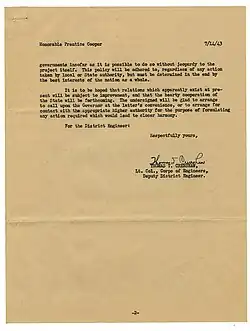 Honorable Prentice Cooper 7/14/43
governments insofar as it is possible to do so without jeopardy to the
project itself. This policy will be adhered to, regardless of any action
taken by local or State authority, but must be determined in the end by
the best interests of the nation as a whole.
It is to be hoped that relations which apparently exist at pre-
sent will be subject to improvement, and that the hearty cooperation of
the State will be forthcoming. The undersigned will be glad to arrange
to call upon the Governor at the latter's convenience, or to arrange for
contact with the appropriate higher authority for the purpose of formulating
any action required which would lead to closer harmony.
For the District Engineer:
Respectfully yours,
THOMAS T. CRENSHAW
Lt. Col., Corps of Engineers,
Deputy District Engineer.
-2-